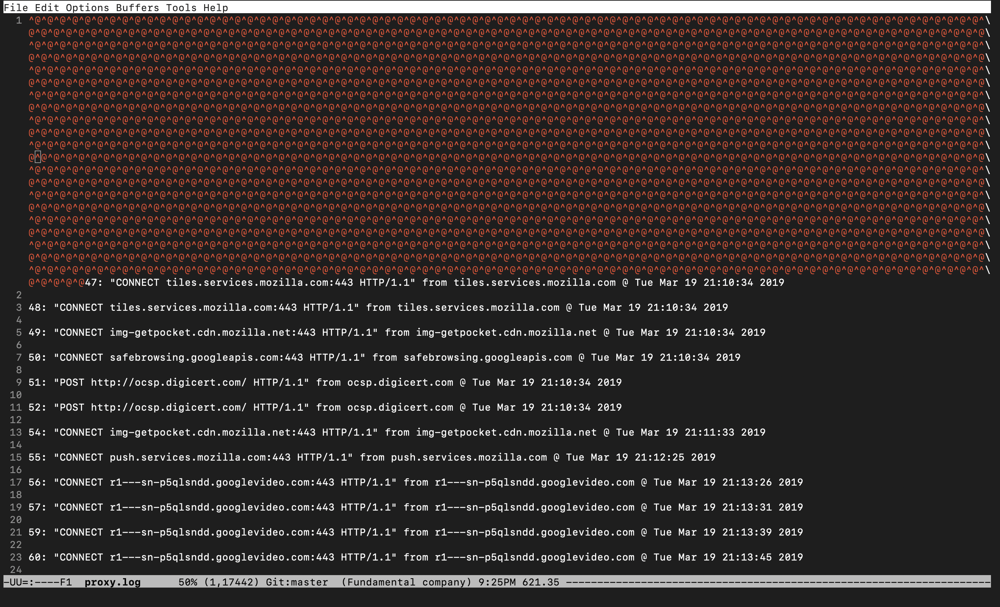 File Edit Options Buffers Tools Help
1
@^@^@^@^@47: "CONNECT tiles.services.mozilla.com:443 HTTP/1.1" from tiles.services.mozilla.com @ Tue Mar 19 21:10:34 2019
2
3 48: "CONNECT tiles.services.mozilla.com:443 HTTP/1.1" from tiles.services.mozilla.com @ Tue Mar 19 21:10:34 2019
4
5 49: "CONNECT img-getpocket.cdn.mozilla.net:443 HTTP/1.1" from img-getpocket.cdn.mozilla.net @ Tue Mar 19 21:10:34 2019
6
7 50: "CONNECT safebrowsing.googleapis.com:443 HTTP/1.1" from safebrowsing.googleapis.com @ Tue Mar 19 21:10:34 2019
8
9 51: "POST http://ocsp.digicert.com/ HTTP/1.1" from ocsp.digicert.com @ Tue Mar 19 21:10:34 2019
10
11 52: "POST http://ocsp.digicert.com/ HTTP/1.1" from ocsp.digicert.com @ Tue Mar 19 21:10:34 2019
12
13 54: "CONNECT img-getpocket.cdn.mozilla.net:443 HTTP/1.1" from img-getpocket.cdn.mozilla.net @ Tue Mar 19 21:11:33 2019
14
15 55: "CONNECT push.services.mozilla.com:443 HTTP/1.1" from push.services.mozilla.com @ Tue Mar 19 21:12:25 2019
16
17 56: "CONNECT r1---sn-p5qlsndd.googlevideo.com:443 HTTP/1.1" from r1---sn-p5qlsndd.googlevideo.com @ Tue Mar 19 21:13:26 2019
18
19 57: "CONNECT r1---sn-p5qlsndd.googlevideo.com:443 HTTP/1.1" from r1---sn-p5qlsndd.googlevideo.com @ Tue Mar 19 21:13:31 2019
20
21 59: "CONNECT r1---sn-p5qlsndd.googlevideo.com:443 HTTP/1.1" from r1---sn-p5qlsndd.googlevideo.com @ Tue Mar 19 21:13:39 2019
22
23 60: "CONNECT r1---sn-p5qlsndd.googlevideo.com:443 HTTP/1.1" from r1---sn-p5qlsndd.googlevideo.com @ Tue Mar 19 21:13:45 2019
24
-UU=:----F1 proxy.log 50% (1,17442) Git:master (Fundamental company) 9:25PM 621.35 --------------------------------------------------------------------